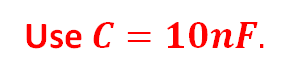 Use C = 10nF.